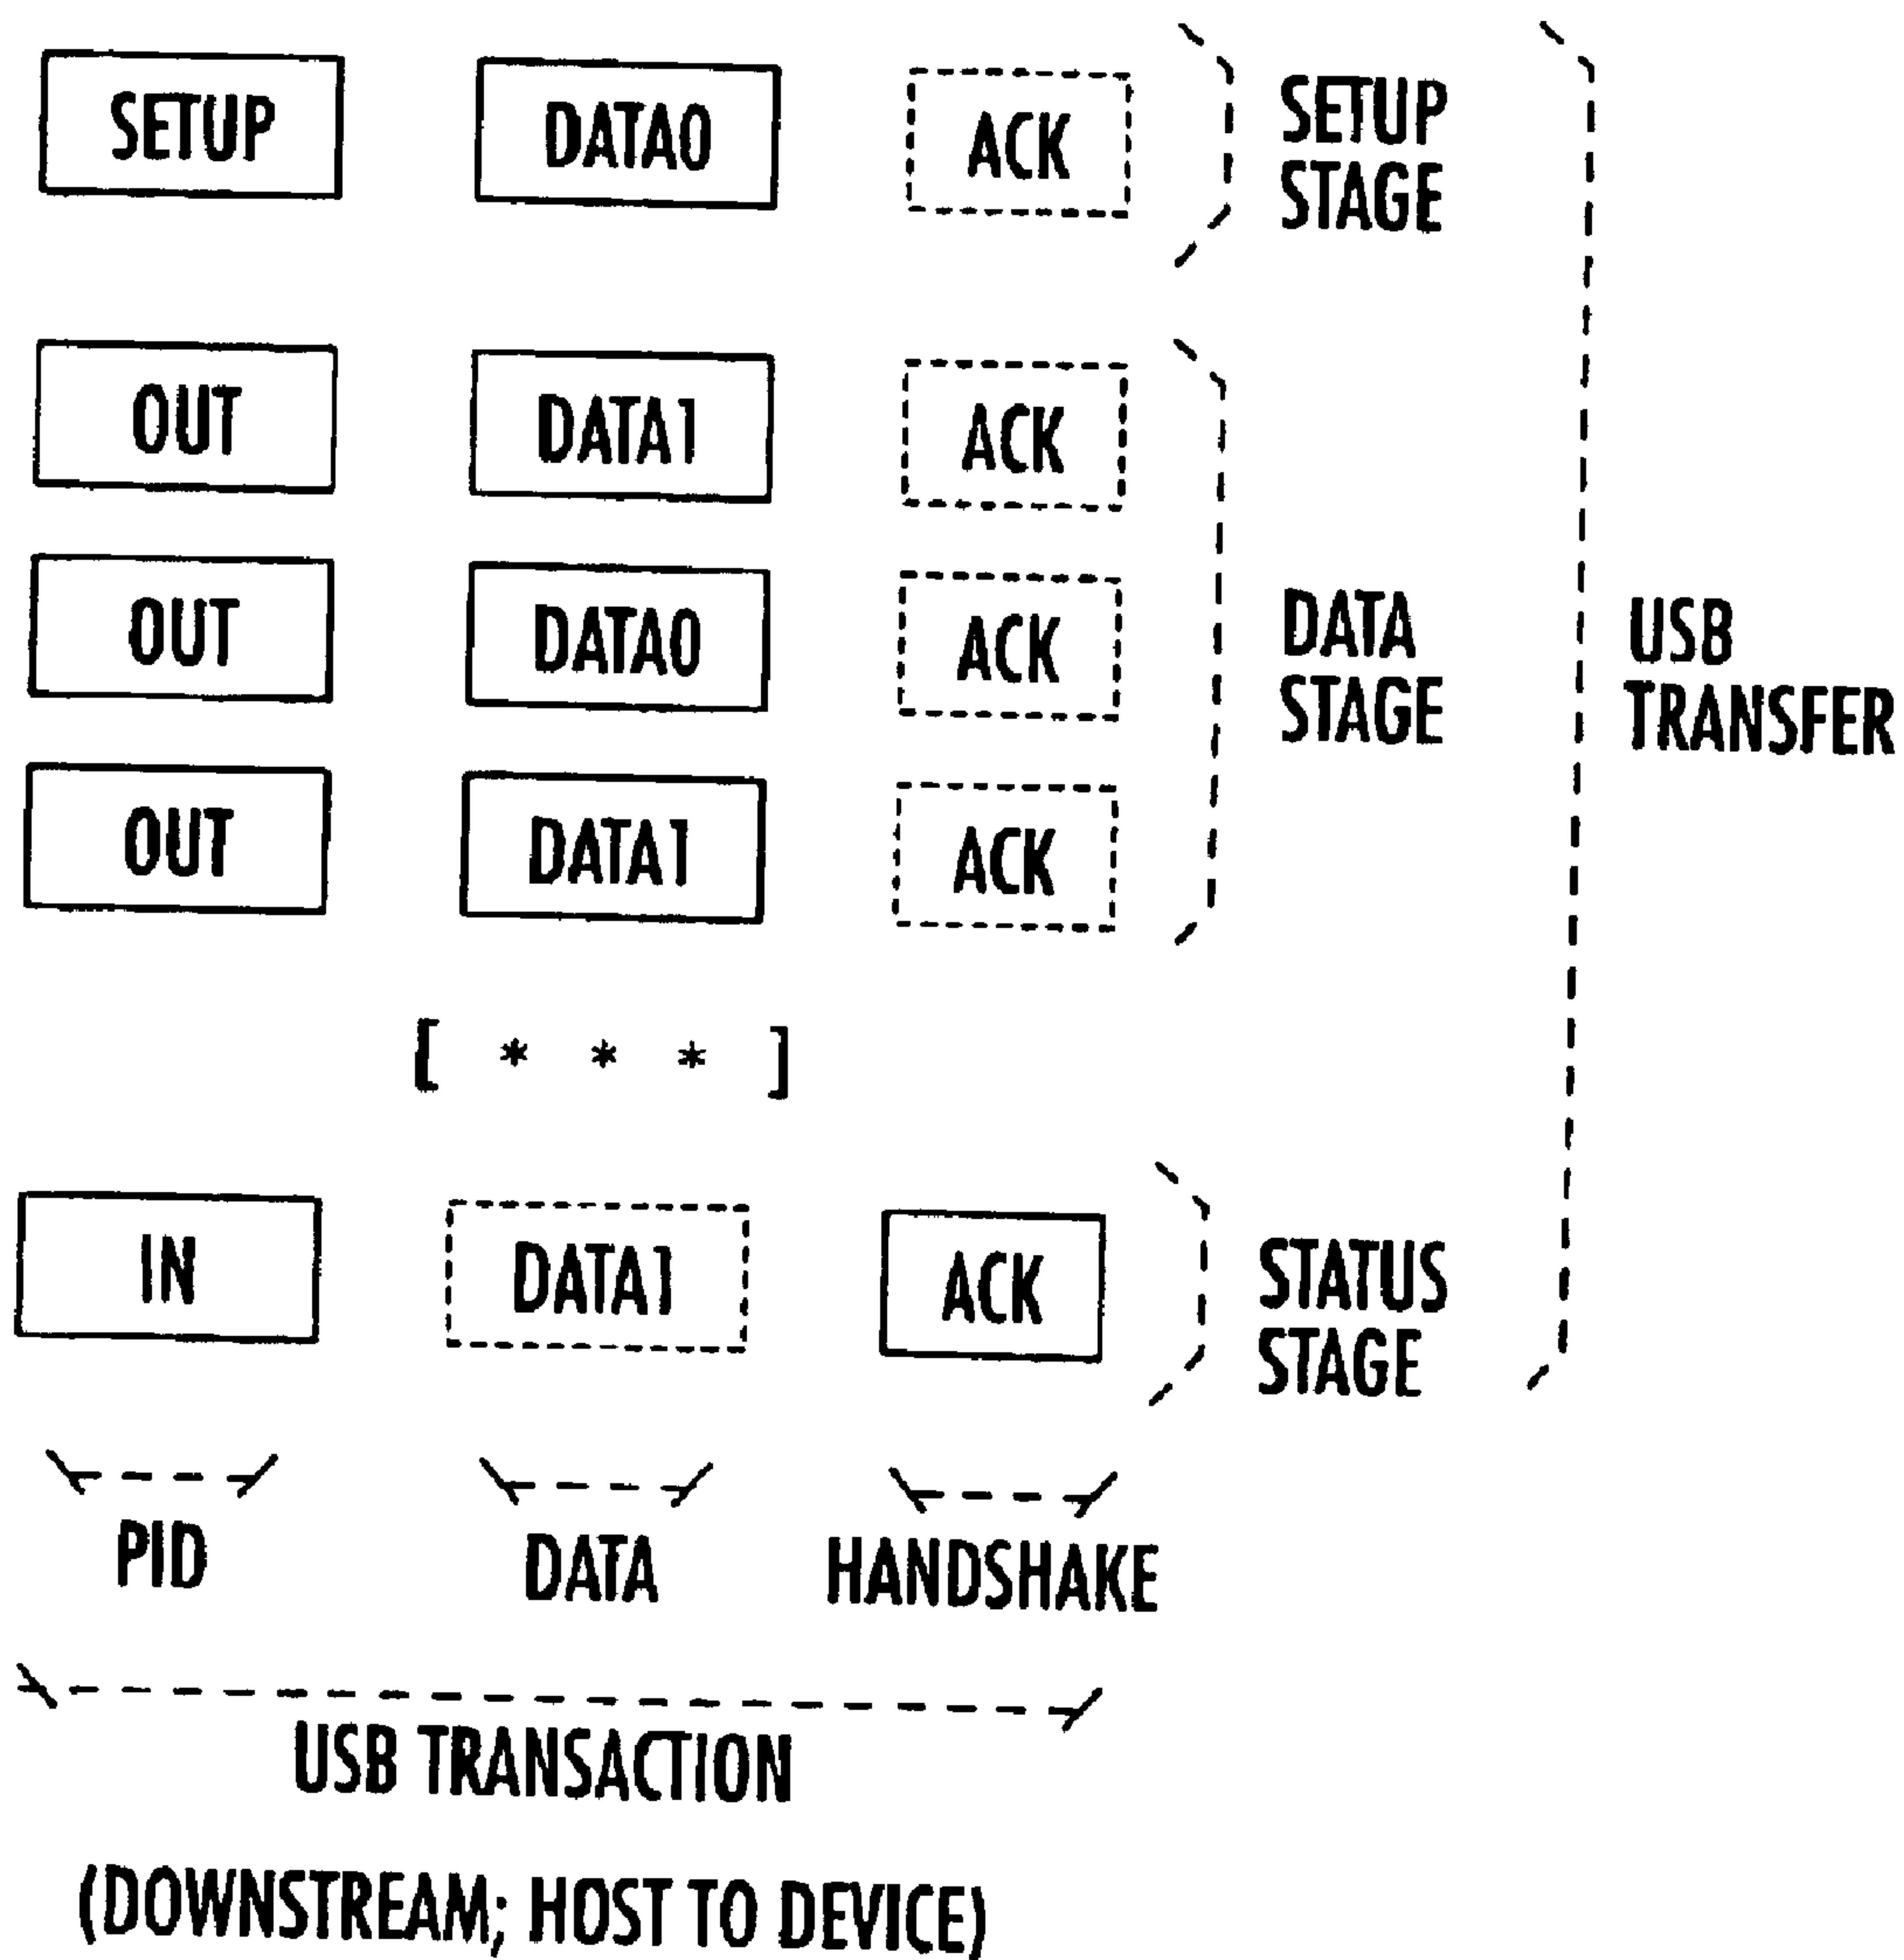 SETUP DATA0 ACK SETUP
STAGE
OUT DATA1 ACK
OUT DATA0 ACK DATA
STAGE
USB
TRANSFER
OUT DATA1 ACK
[ * * * ]
IN DATA1 ACK STATUS
STAGE
PID DATA HANDSHAKE
USB TRANSACTION
(DOWNSTREAM; HOST TO DEVICE)